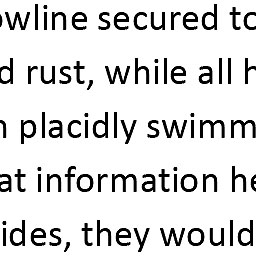 owline secured to
d rust, while all h
n placidly swimm
at information he
ides, they would